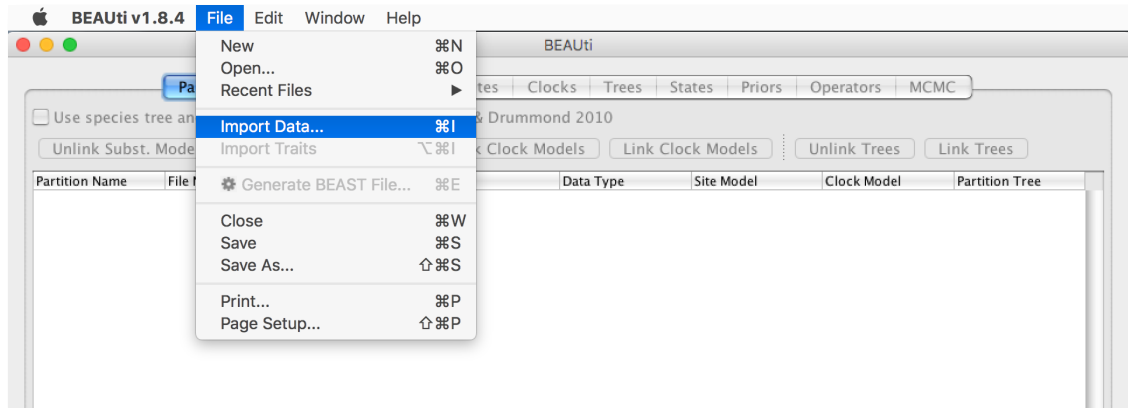 BEAUti v1.8.4 File Edit Window Help
BEAUti
New ⌘N
Open... ⌘O
Recent Files ▶
Import Data... ⌘I
Import Traits ⌥⌘I
Generate BEAST File... ⌘E
Close ⌘W
Save ⌘S
Save As... ⇧⌘S
Print... ⌘P
Page Setup... ⇧⌘P
Pa tes Clocks Trees States Priors Operators MCMC
Use species tree an & Drummond 2010
Unlink Subst. Mode k Clock Models Link Clock Models Unlink Trees Link Trees
Partition Name File Data Type Site Model Clock Model Partition Tree